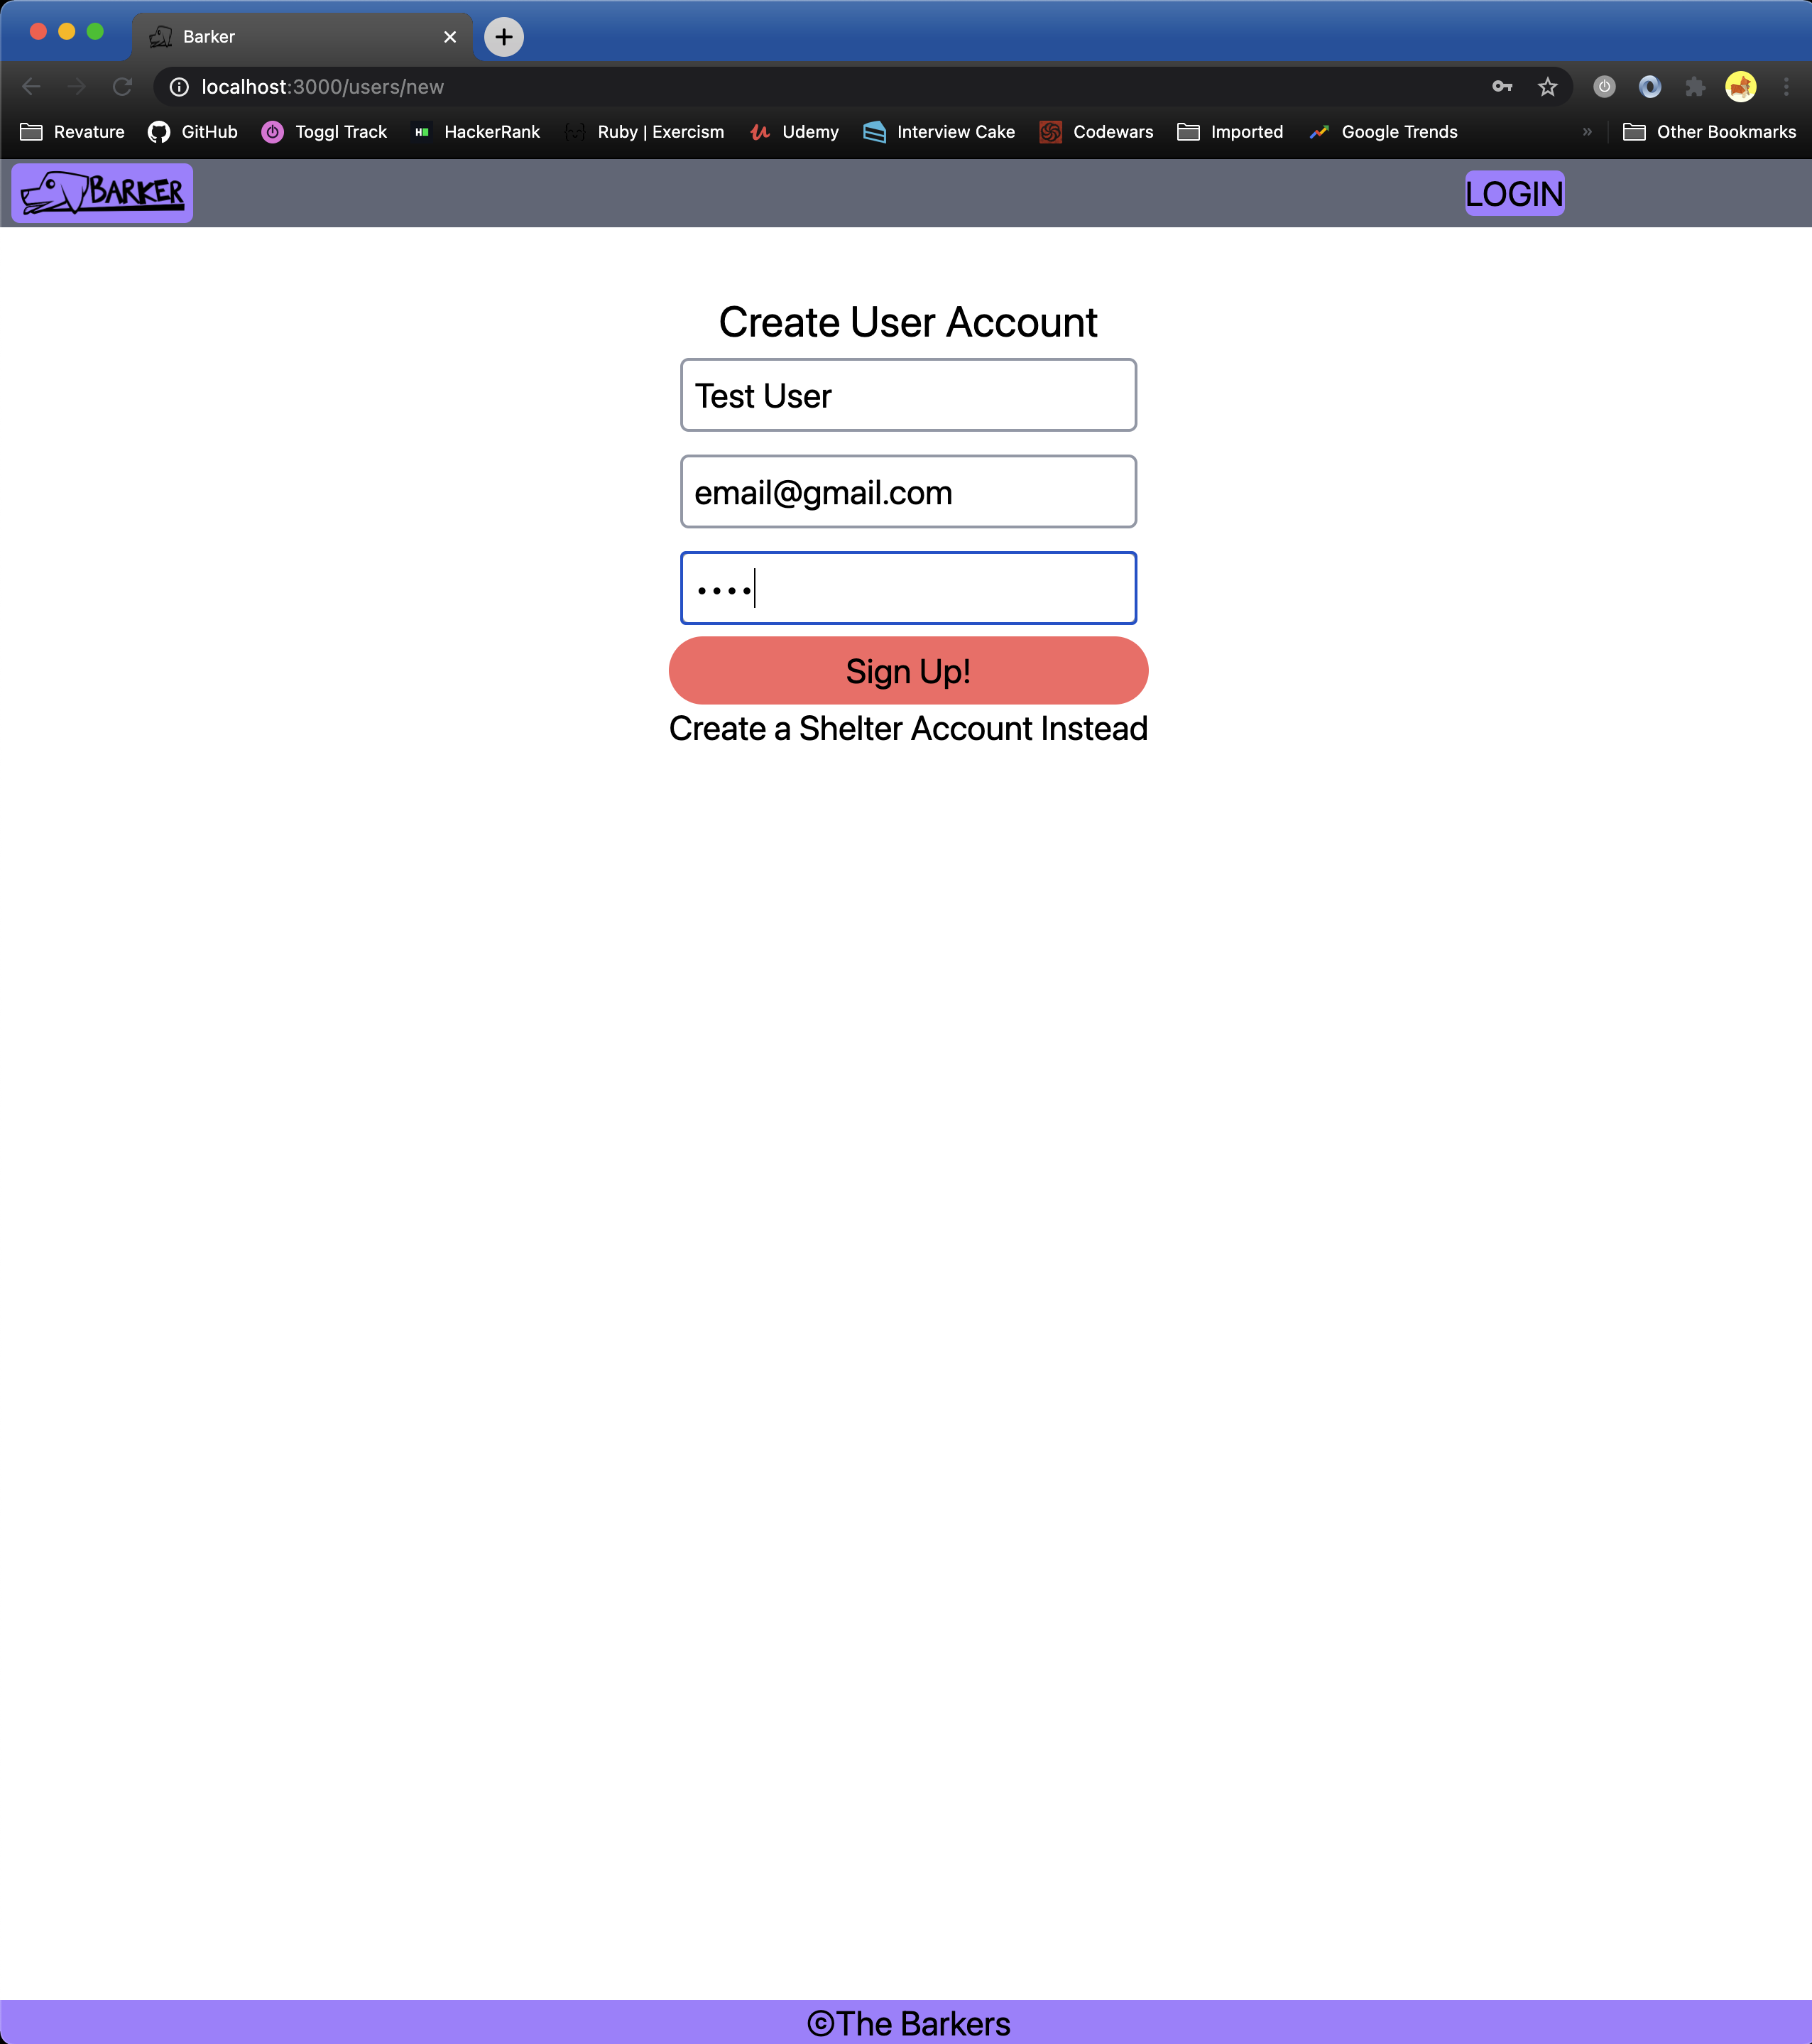 Barker
localhost:3000/users/new
Revature GitHub Toggl Track HackerRank Ruby | Exercism Udemy Interview Cake Codewars Imported Google Trends » Other Bookmarks
BARKER LOGIN
Create User Account
Test User
email@gmail.com
••••
Sign Up!
Create a Shelter Account Instead
©The Barkers